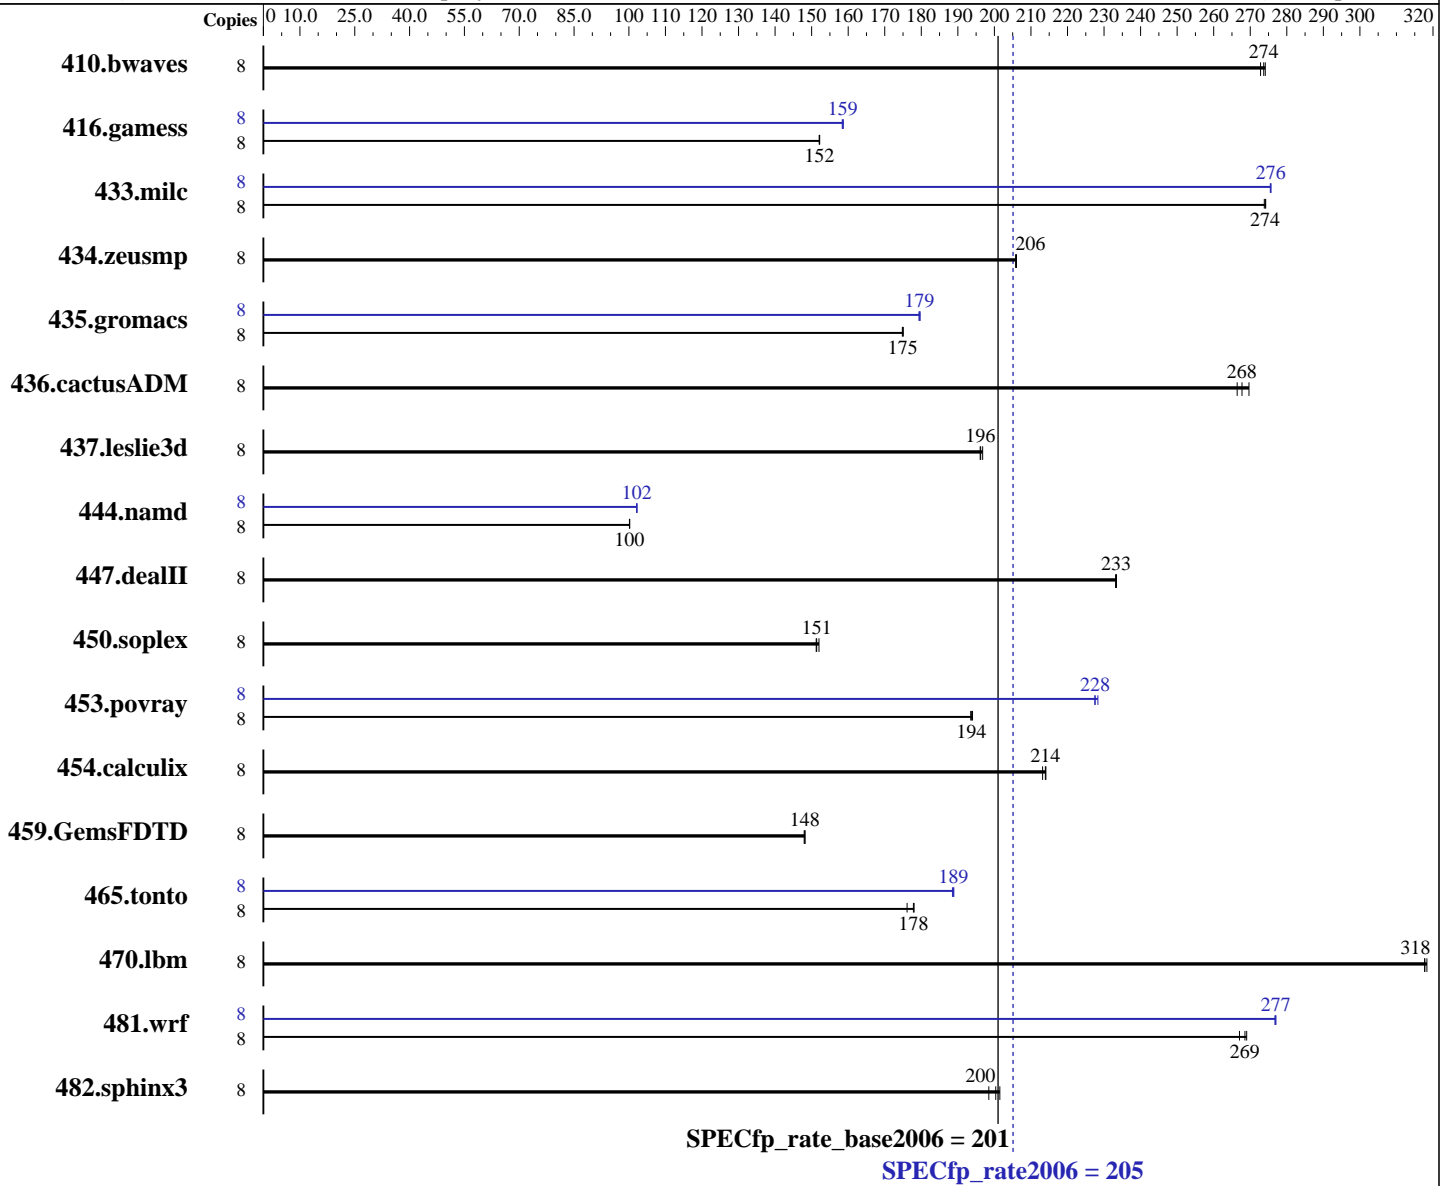 Copies 0 10.0 25.0 40.0 55.0 70.0 85.0 100 110 120 130 140 150 160 170 180 190 200 210 220 230 240 250 260 270 280 290 300 320
410.bwaves 8 274
416.gamess 8 159
8 152
433.milc 8 276
8 274
434.zeusmp 8 206
435.gromacs 8 179
8 175
436.cactusADM 8 268
437.leslie3d 8 196
444.namd 8 102
8 100
447.dealII 8 233
450.soplex 8 151
453.povray 8 228
8 194
454.calculix 8 214
459.GemsFDTD 8 148
465.tonto 8 189
8 178
470.lbm 8 318
481.wrf 8 277
8 269
482.sphinx3 8 200
SPECfp_rate_base2006 = 201
SPECfp_rate2006 = 205